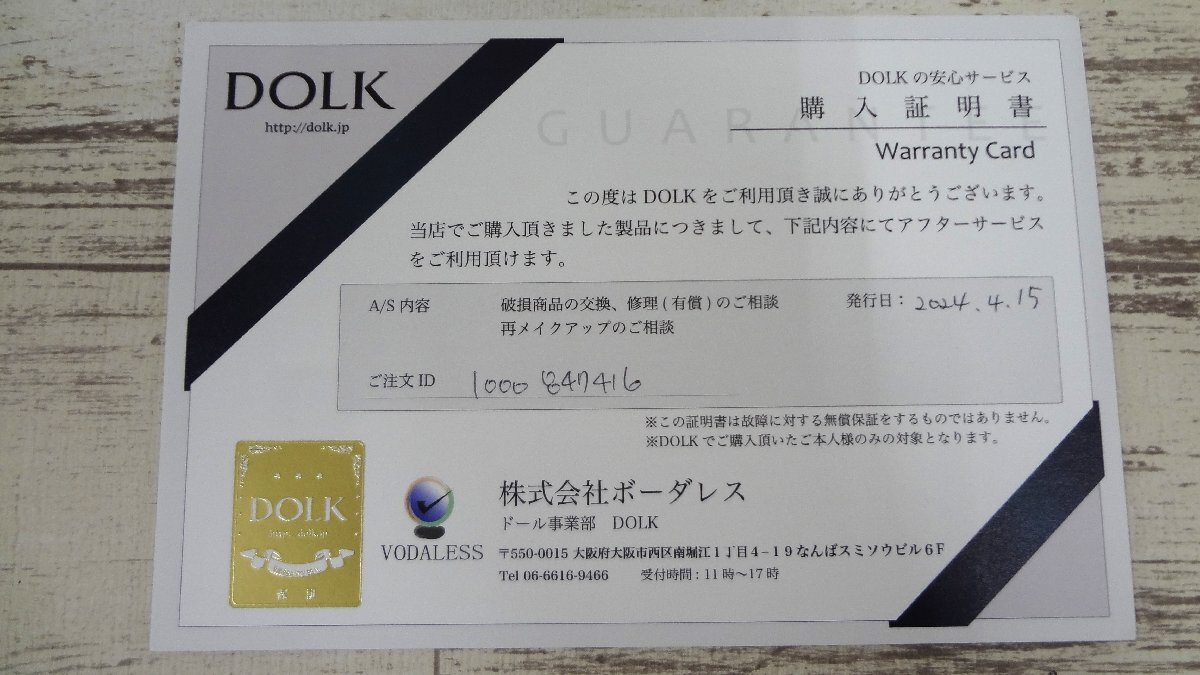 DOLK
http://dolk.jp
DOLKの安心サービス
GUARANTEE
購入証明書
Warranty Card
この度はDOLKをご利用頂き誠にありがとうございます。
当店でご購入頂きました製品につきまして、下記内容にてアフターサービス
をご利用頂けます。
A/S内容 破損商品の交換、修理(有償)のご相談 発行日: 2024.4.15
再メイクアップのご相談
ご注文ID 1000847416
※この証明書は故障に対する無償保証をするものではありません。
※DOLKでご購入頂いたご本人様のみの対象となります。
DOLK
VODALESS
株式会社ボーダレス
ドール事業部 DOLK
〒550-0015 大阪府大阪市西区南堀江1丁目4-19なんばスミソウビル6F
Tel 06-6616-9466 受付時間:11時~17時